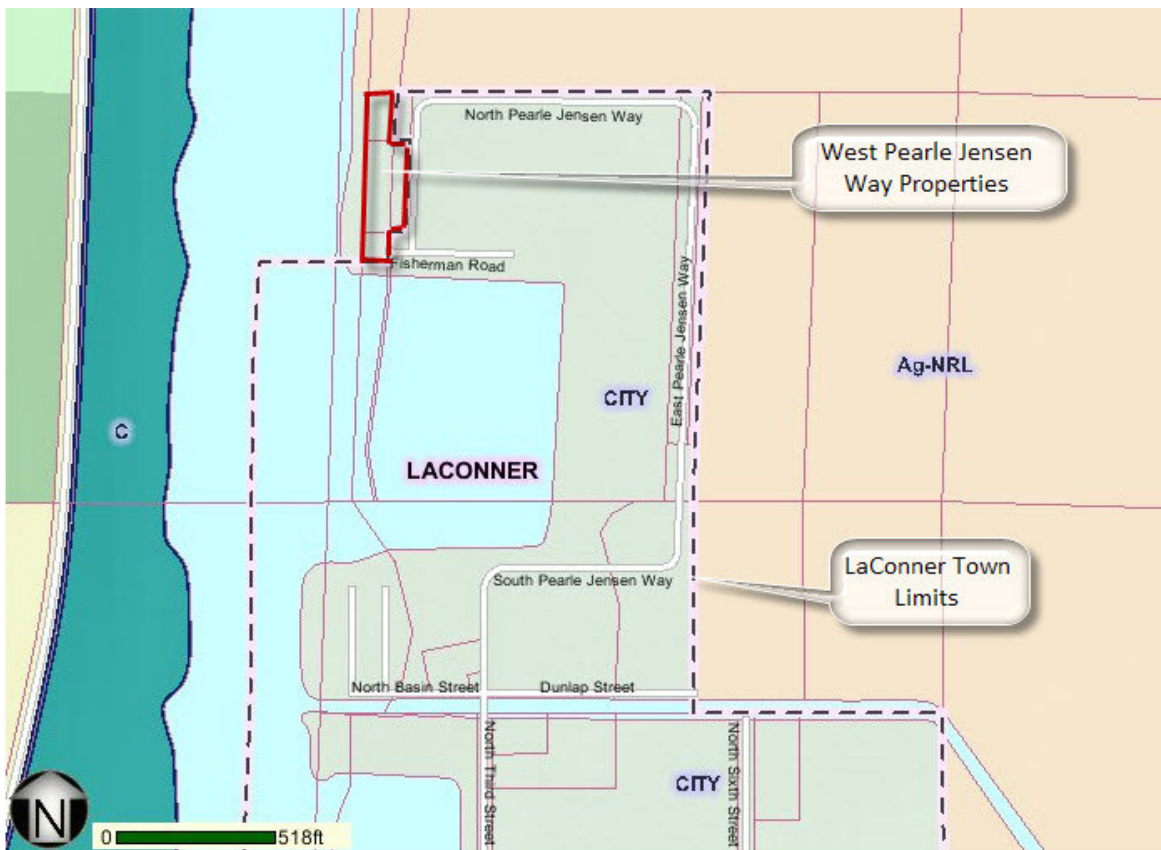 North Pearle Jensen Way
West Pearle Jensen
Way Properties
Fisherman Road
East Pearle Jensen Way
Ag-NRL
CITY
C
LACONNER
LaConner Town
Limits
South Pearle Jensen Way
North Basin Street
Dunlap Street
North Third Street
North Sixth Street
CITY
N
0
518ft